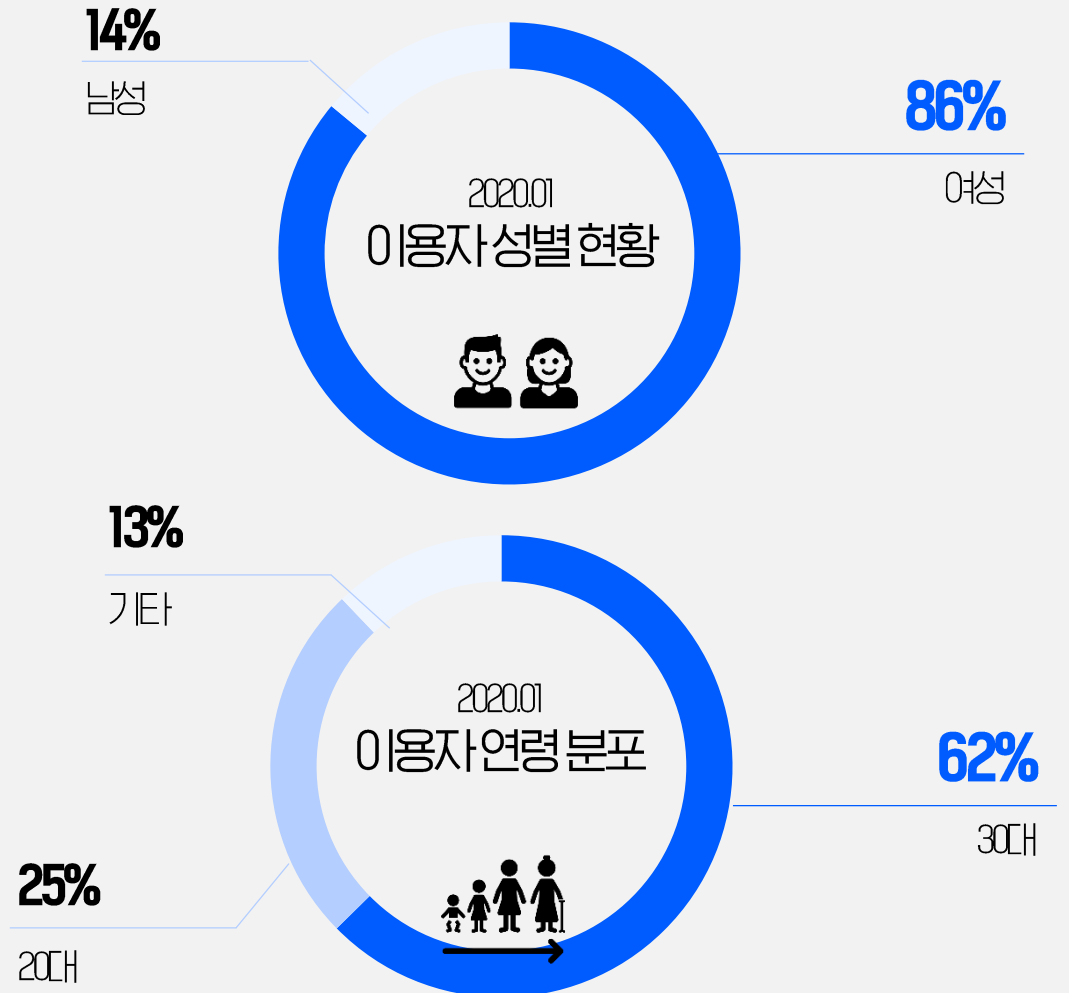 14%
남성
86%
여성
2020.01
이용자 성별 현황
13%
기타
2020.01
이용자 연령 분포
62%
30대
25%
20대